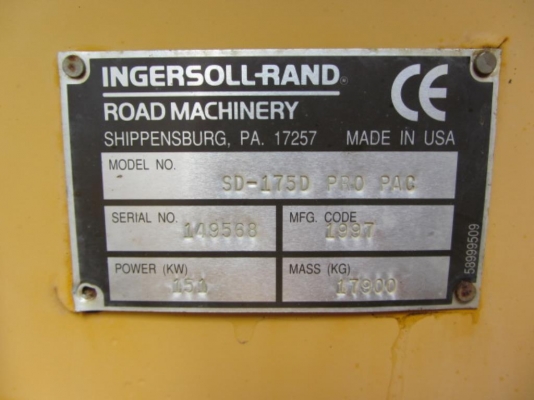 INGERSOLL-RAND®
ROAD MACHINERY
CE
SHIPPENSBURG, PA. 17257 MADE IN USA
MODEL NO.
SD-175D PRO PAC
SERIAL NO. 149568
MFG. CODE 1997
POWER (KW) 151
MASS (KG) 17900
58999509